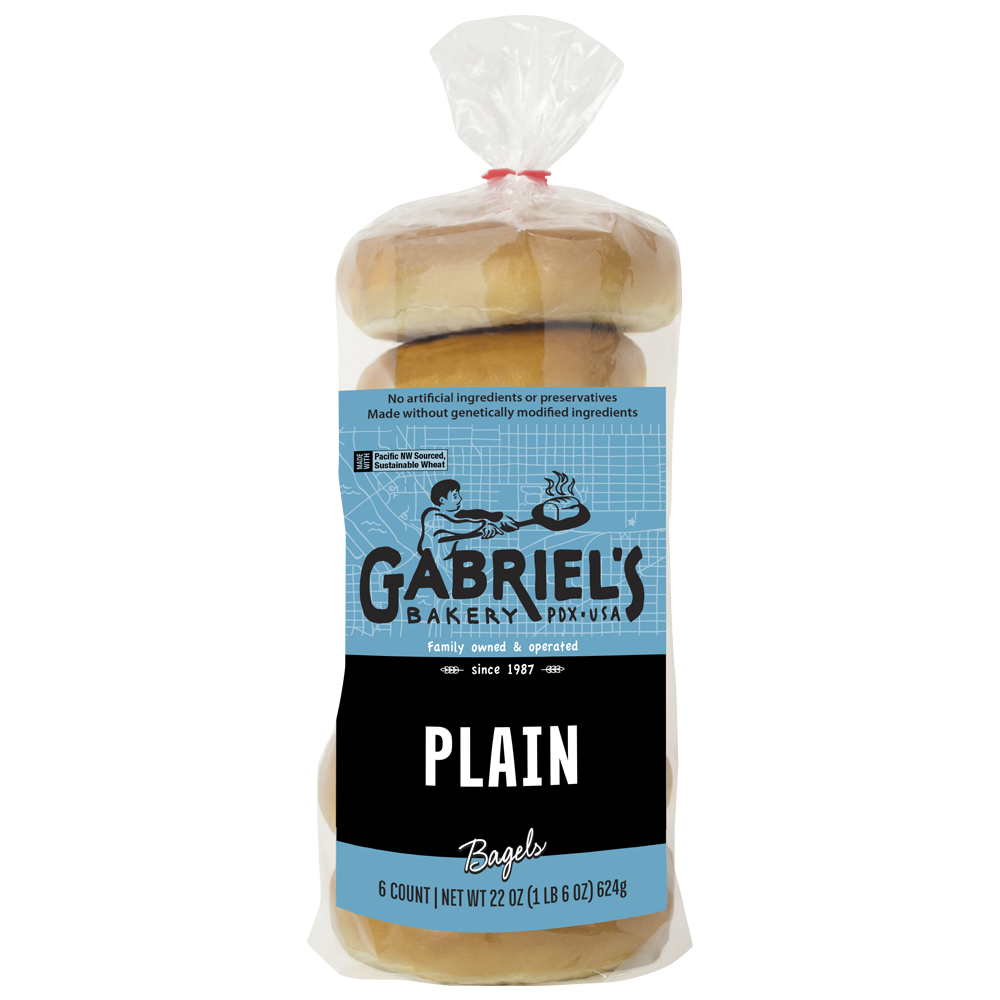 No artificial ingredients or preservatives
Made without genetically modified ingredients
MADE WITH
Pacific NW Sourced,
Sustainable Wheat
GABRIEL'S
BAKERY PDX•USA
Family owned & operated
since 1987
PLAIN
Bagels
6 COUNT | NET WT 22 OZ (1 LB 6 OZ) 624g